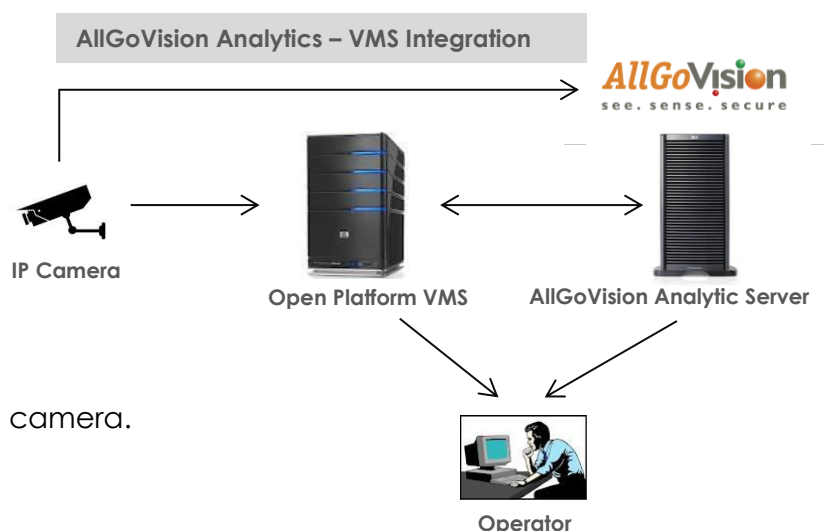 AllGoVision Analytics – VMS Integration
AllGoVision
see. sense. secure
IP Camera
Open Platform VMS
AllGoVision Analytic Server
camera.
Operator